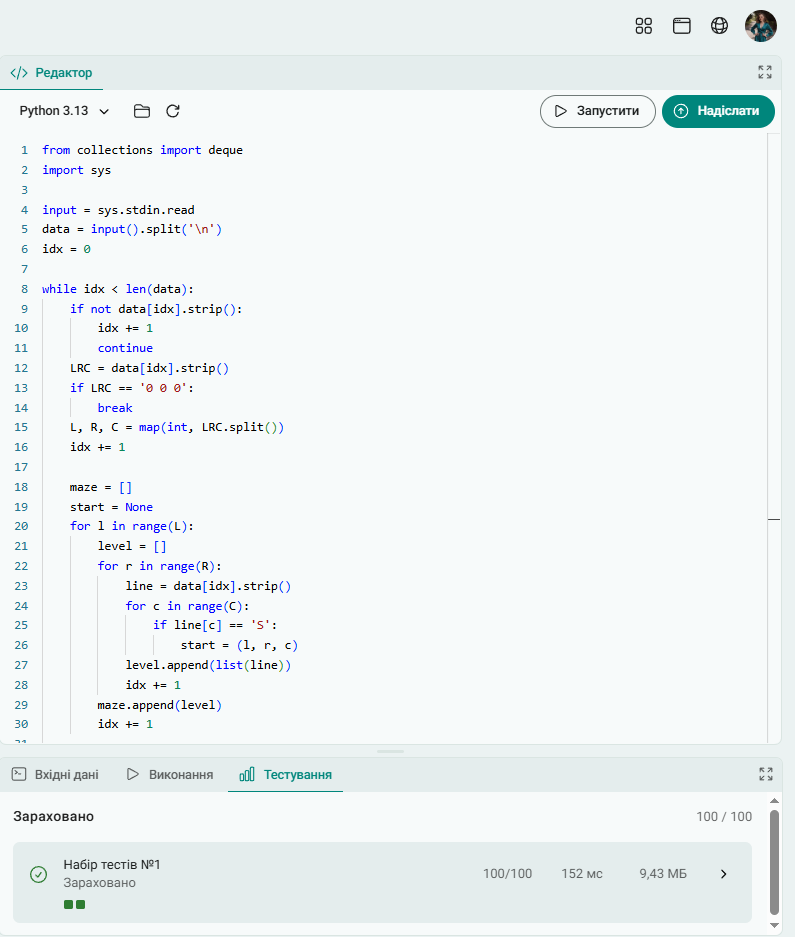 </> Редактор
Python 3.13
Запустити
Надіслати
1 from collections import deque
2 import sys
3
4 input = sys.stdin.read
5 data = input().split('\n')
6 idx = 0
7
8 while idx < len(data):
9     if not data[idx].strip():
10         idx += 1
11         continue
12     LRC = data[idx].strip()
13     if LRC == '0 0 0':
14         break
15     L, R, C = map(int, LRC.split())
16     idx += 1
17
18     maze = []
19     start = None
20     for l in range(L):
21         level = []
22         for r in range(R):
23             line = data[idx].strip()
24             for c in range(C):
25                 if line[c] == 'S':
26                     start = (l, r, c)
27             level.append(list(line))
28             idx += 1
29         maze.append(level)
30         idx += 1
31
Вхідні дані
Виконання
Тестування
Зараховано
100 / 100
Набір тестів №1
Зараховано
100/100
152 мс
9,43 МБ